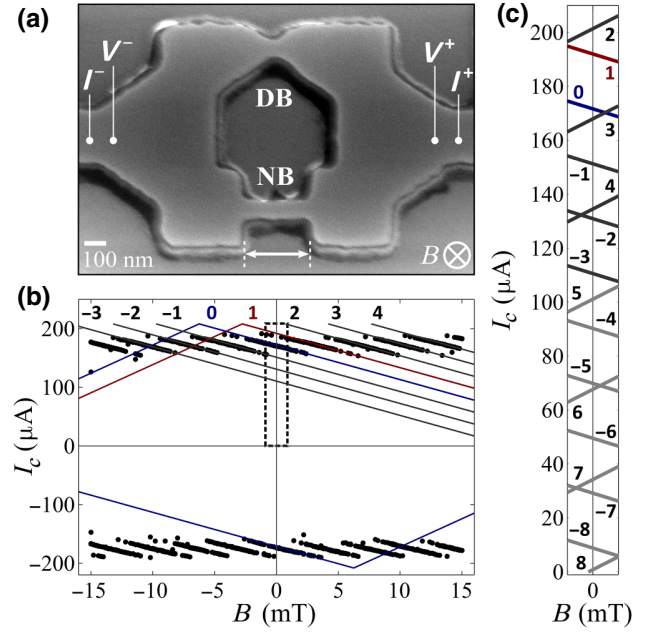 (a)
V⁻
V⁺
I⁻
I⁺
DB
NB
100 nm
B
(b)
−3 −2 −1 0 1 2 3 4
200
100
0
−100
−200
I_c (μA)
−15 −10 −5 0 5 10 15
B (mT)
(c)
I_c (μA)
200
180
160
140
120
100
80
60
40
20
0
2
1
0
3
−1
4
−2
−3
5
−4
−5
6
−6
7
−7
−8
8
0
B (mT)